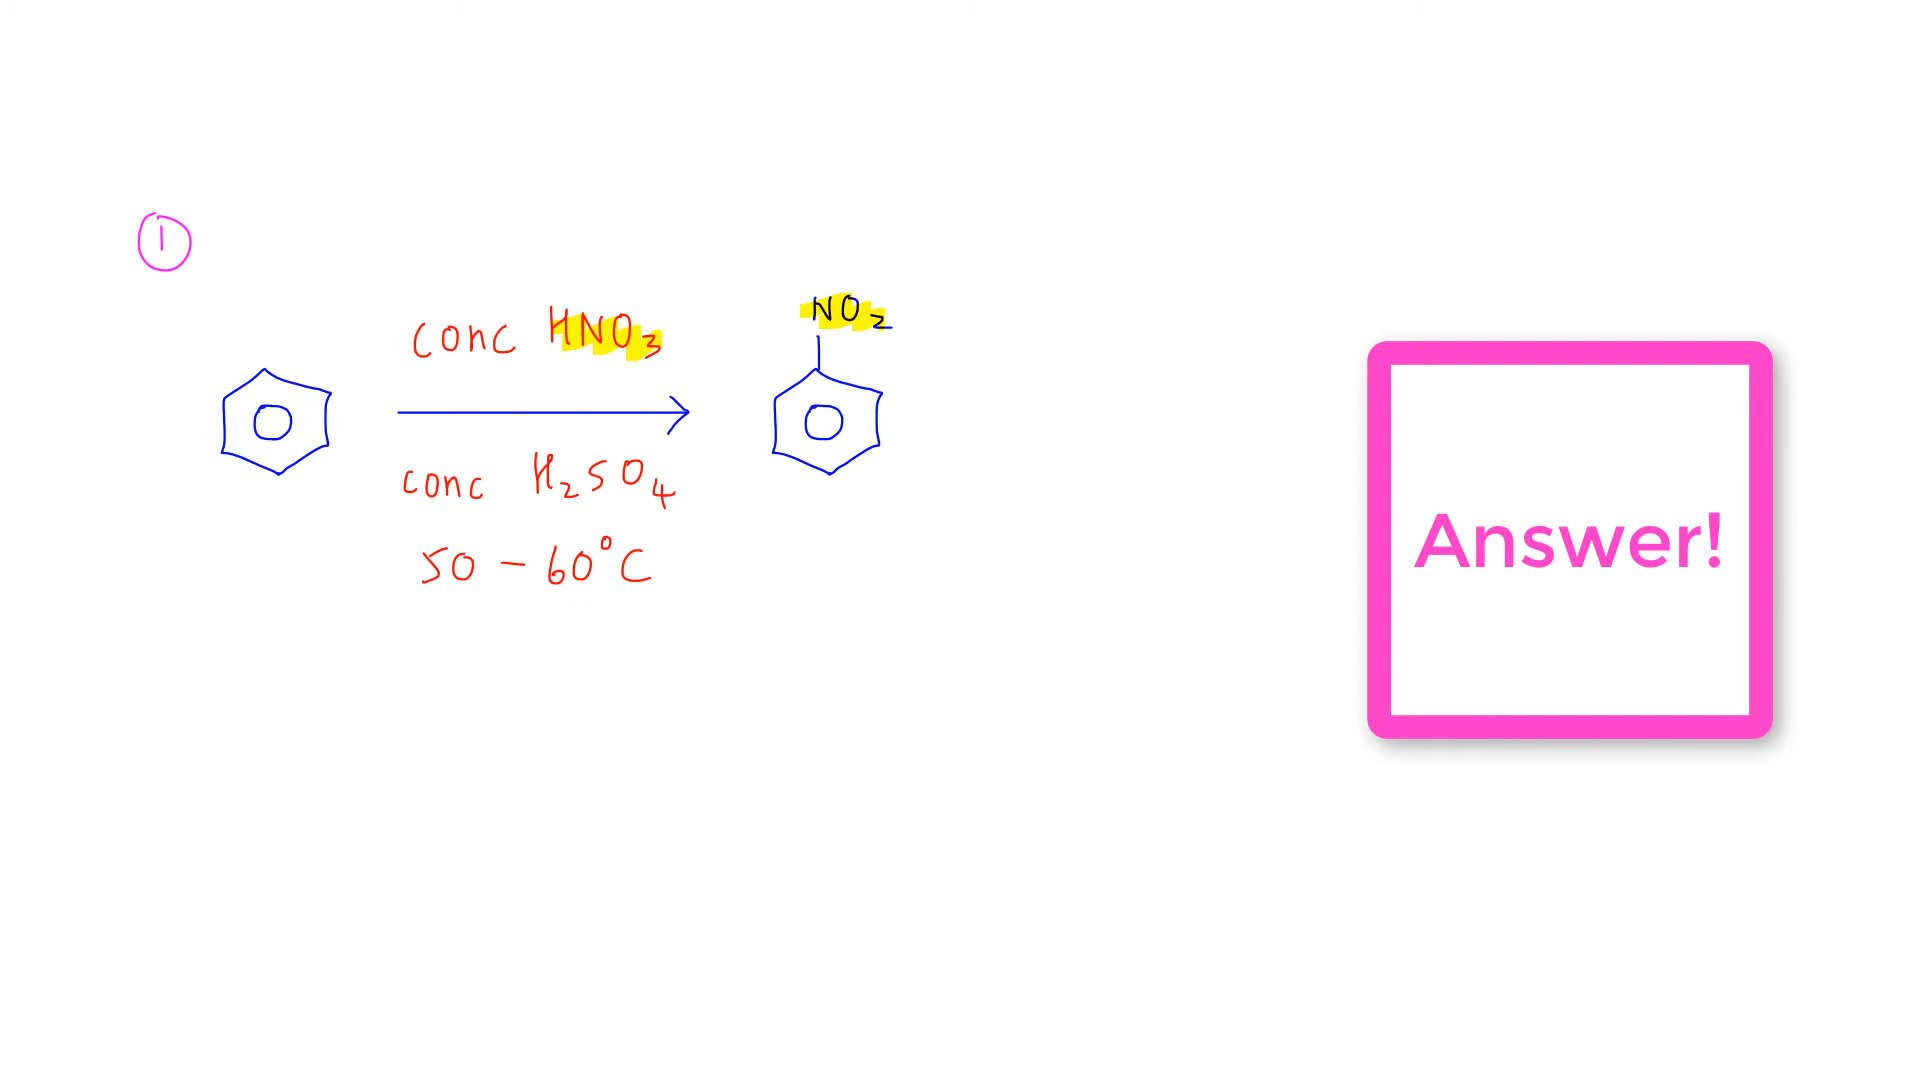 1
conc HNO₃
NO₂
conc H₂SO₄
50 – 60°C
Answer!